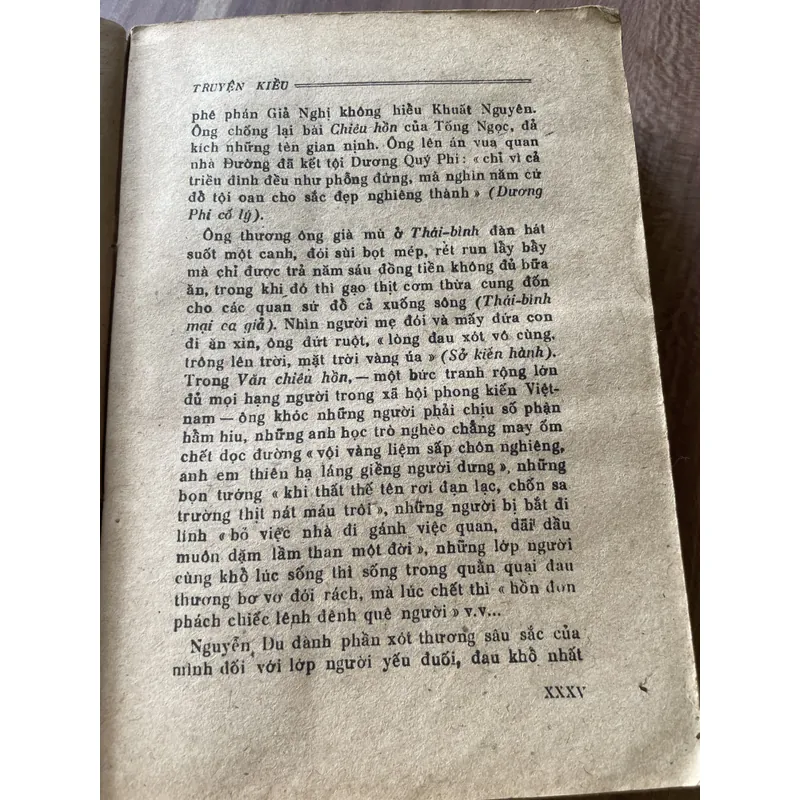 TRUYỆN KIỀU
phê phán Giả Nghị không hiểu Khuất Nguyên.
Ông chống lại bài Chiêu hồn của Tống Ngọc, đả
kích những tên gian nịnh. Ông lên án vua quan
nhà Đường đã kết tội Dương Quý Phi : « chỉ vì cả
triều đình đều như phỗng đứng, mà nghìn năm cứ
đổ tội oan cho sắc đẹp nghiêng thành » (Dương
Phi cố lý).
Ông thương ông già mù ở Thái-bình đàn hát
suốt một canh, đói sùi bọt mép, rét run lầy bầy
mà chỉ được trả năm sáu đồng tiền không đủ bữa
ăn, trong khi đó thì gạo thịt cơm thừa cung đốn
cho các quan sứ đổ cả xuống sông (Thái-bình
mại ca giả). Nhìn người mẹ đói và mấy đứa con
đi ăn xin, ông đứt ruột, « lòng đau xót vô cùng,
trông lên trời, mặt trời vàng úa » (Sở kiến hành).
Trong Văn chiêu hồn, — một bức tranh rộng lớn
đủ mọi hạng người trong xã hội phong kiến Việt-
nam — ông khóc những người phải chịu số phận
hẩm hiu, những anh học trò nghèo chẳng may ốm
chết dọc đường « vội vàng liệm sấp chôn nghiêng,
anh em thiên hạ láng giềng người dưng », những
bọn tướng « khi thất thế tên rơi đạn lạc, chốn sa
trường thịt nát máu trôi », những người bị bắt đi
lính « bỏ việc nhà đi gánh việc quan, dãi dầu
muôn dặm lầm than một đời », những lớp người
cùng khổ lúc sống thì sống trong quằn quại đau
thương bơ vơ đói rách, mà lúc chết thì « hồn đơn
phách chiếc lênh đênh quê người » v.v...
Nguyễn Du dành phần xót thương sâu sắc của
mình đối với lớp người yếu đuối, đau khổ nhất
XXXV